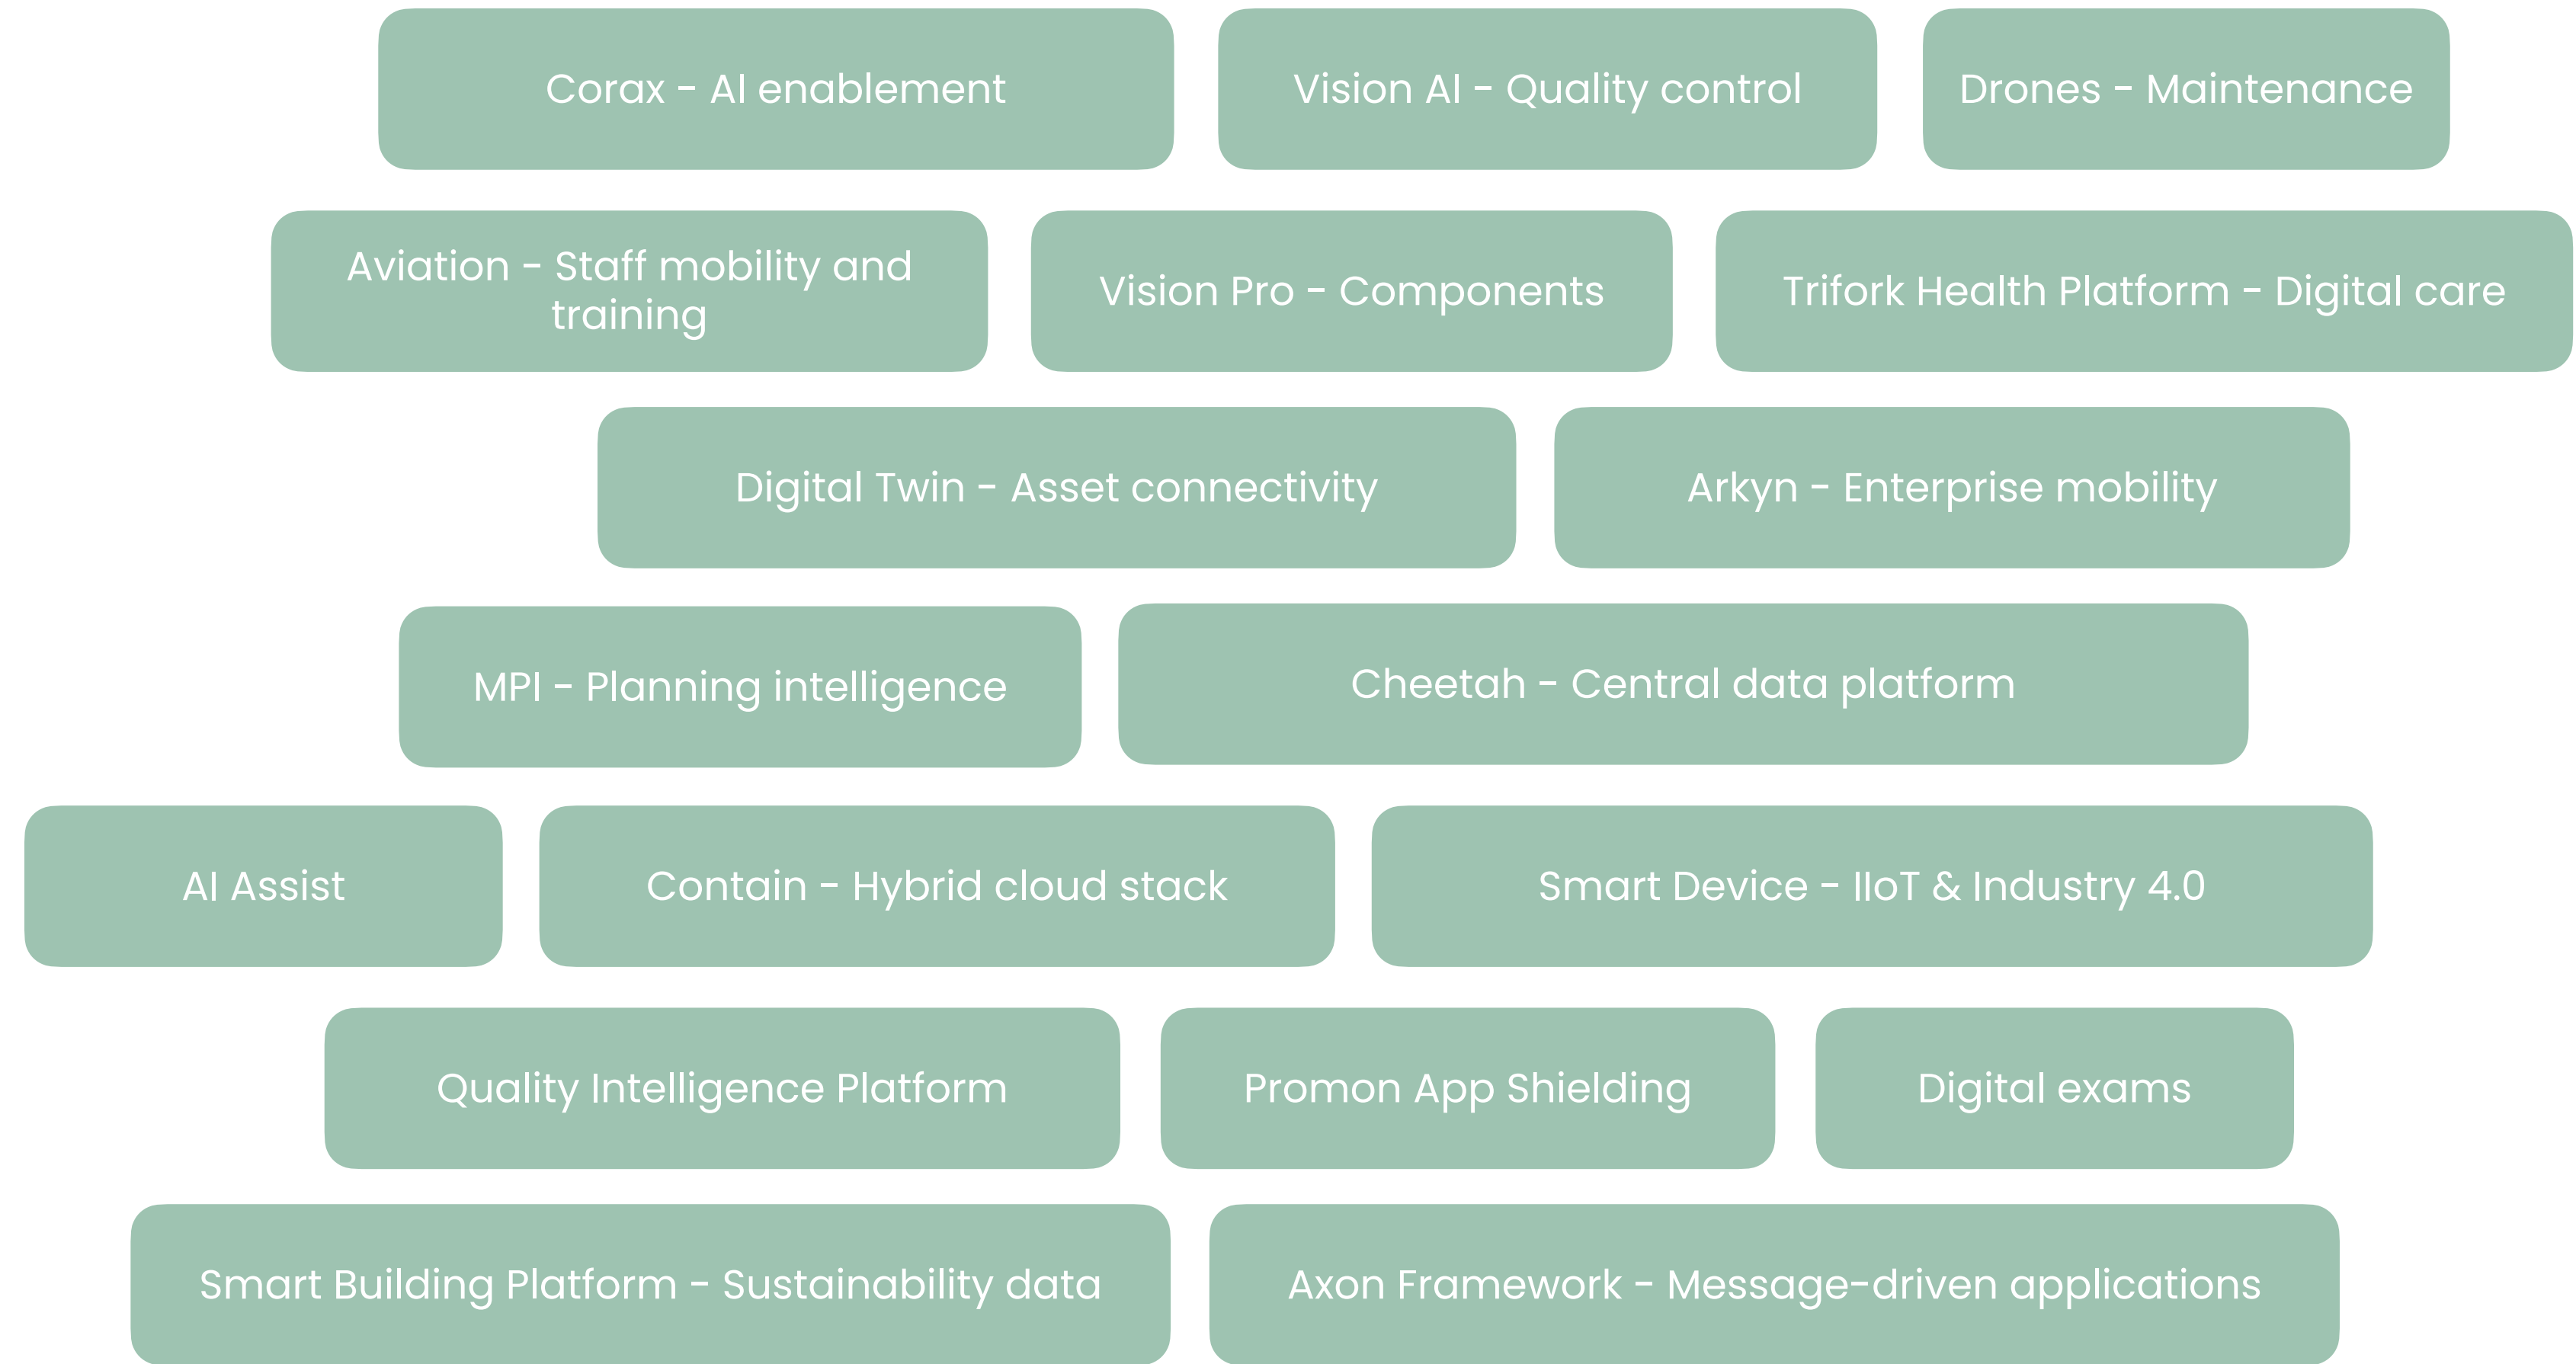 Corax - AI enablement
Vision AI - Quality control
Drones - Maintenance
Aviation - Staff mobility and
training
Vision Pro - Components
Trifork Health Platform - Digital care
Digital Twin - Asset connectivity
Arkyn - Enterprise mobility
MPI - Planning intelligence
Cheetah - Central data platform
AI Assist
Contain - Hybrid cloud stack
Smart Device - IIoT & Industry 4.0
Quality Intelligence Platform
Promon App Shielding
Digital exams
Smart Building Platform - Sustainability data
Axon Framework - Message-driven applications